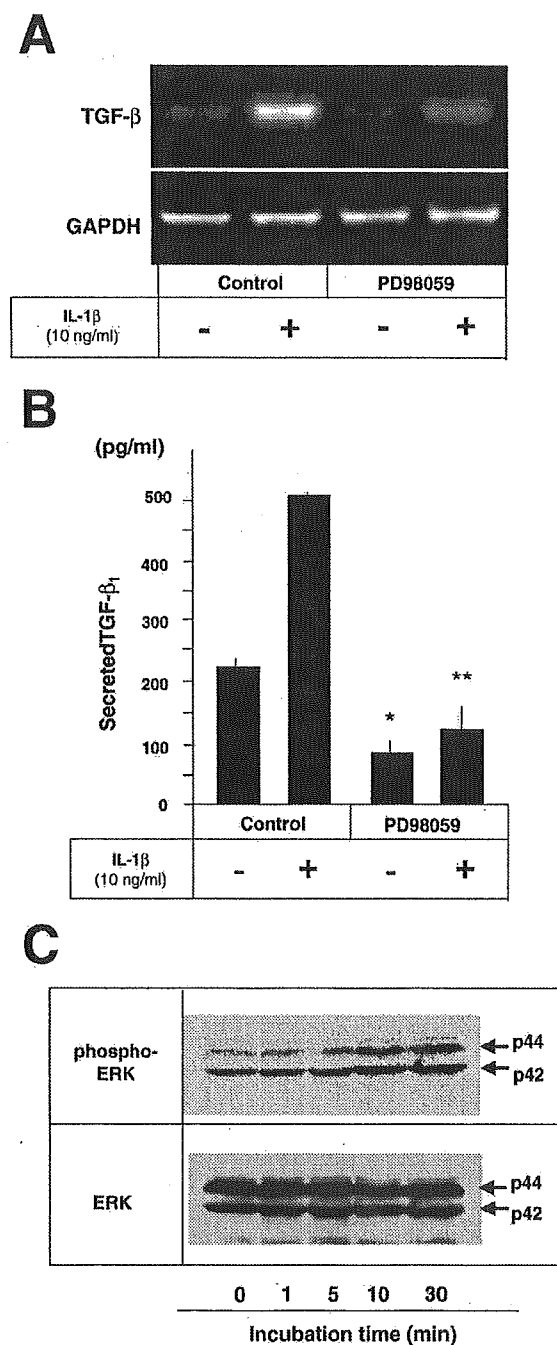 A
TGF-β
GAPDH
Control PD98059
IL-1β
(10 ng/ml)
- + - +
B
(pg/ml)
500
400
300
200
100
0
SecretedTGF-β1
* **
Control PD98059
IL-1β
(10 ng/ml)
- + - +
C
phospho-
ERK
p44
p42
ERK
p44
p42
0 1 5 10 30
Incubation time (min)